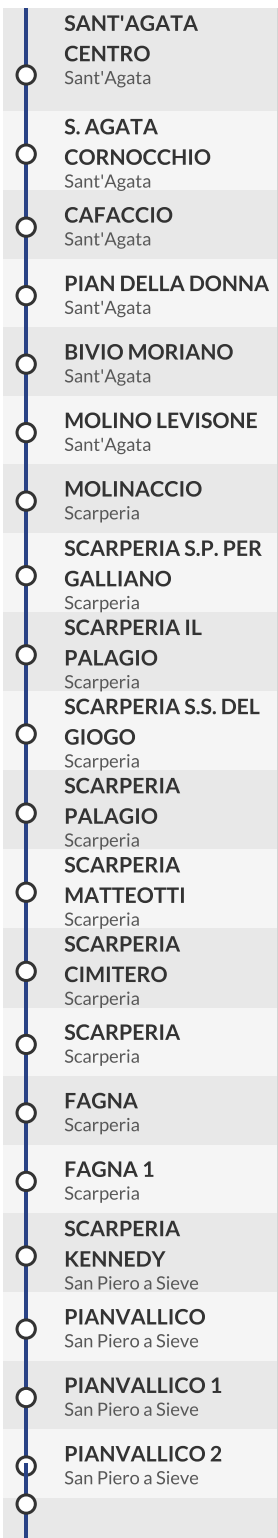 SANT'AGATA
CENTRO
Sant'Agata
S. AGATA
CORNOCCHIO
Sant'Agata
CAFACCIO
Sant'Agata
PIAN DELLA DONNA
Sant'Agata
BIVIO MORIANO
Sant'Agata
MOLINO LEVISONE
Sant'Agata
MOLINACCIO
Scarperia
SCARPERIA S.P. PER
GALLIANO
Scarperia
SCARPERIA IL
PALAGIO
Scarperia
SCARPERIA S.S. DEL
GIOGO
Scarperia
SCARPERIA
PALAGIO
Scarperia
SCARPERIA
MATTEOTTI
Scarperia
SCARPERIA
CIMITERO
Scarperia
SCARPERIA
Scarperia
FAGNA
Scarperia
FAGNA 1
Scarperia
SCARPERIA
KENNEDY
San Piero a Sieve
PIANVALLICO
San Piero a Sieve
PIANVALLICO 1
San Piero a Sieve
PIANVALLICO 2
San Piero a Sieve